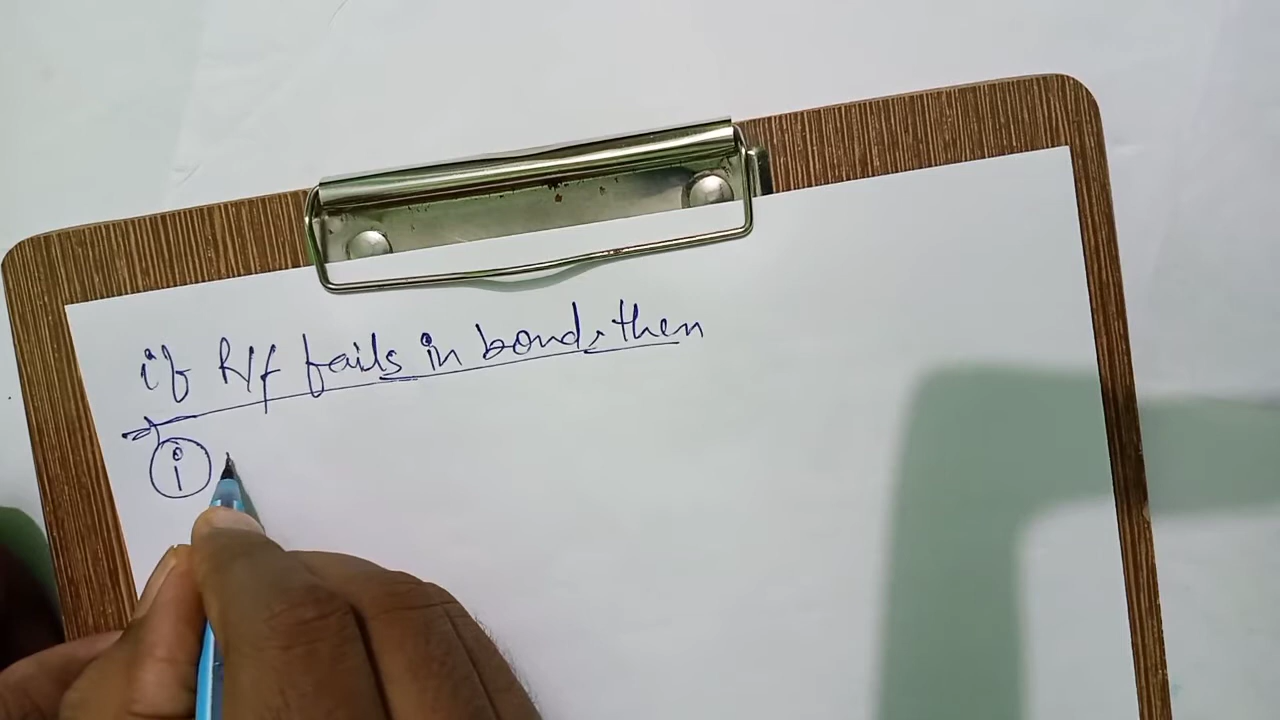 if R/f fails in bond, then
i